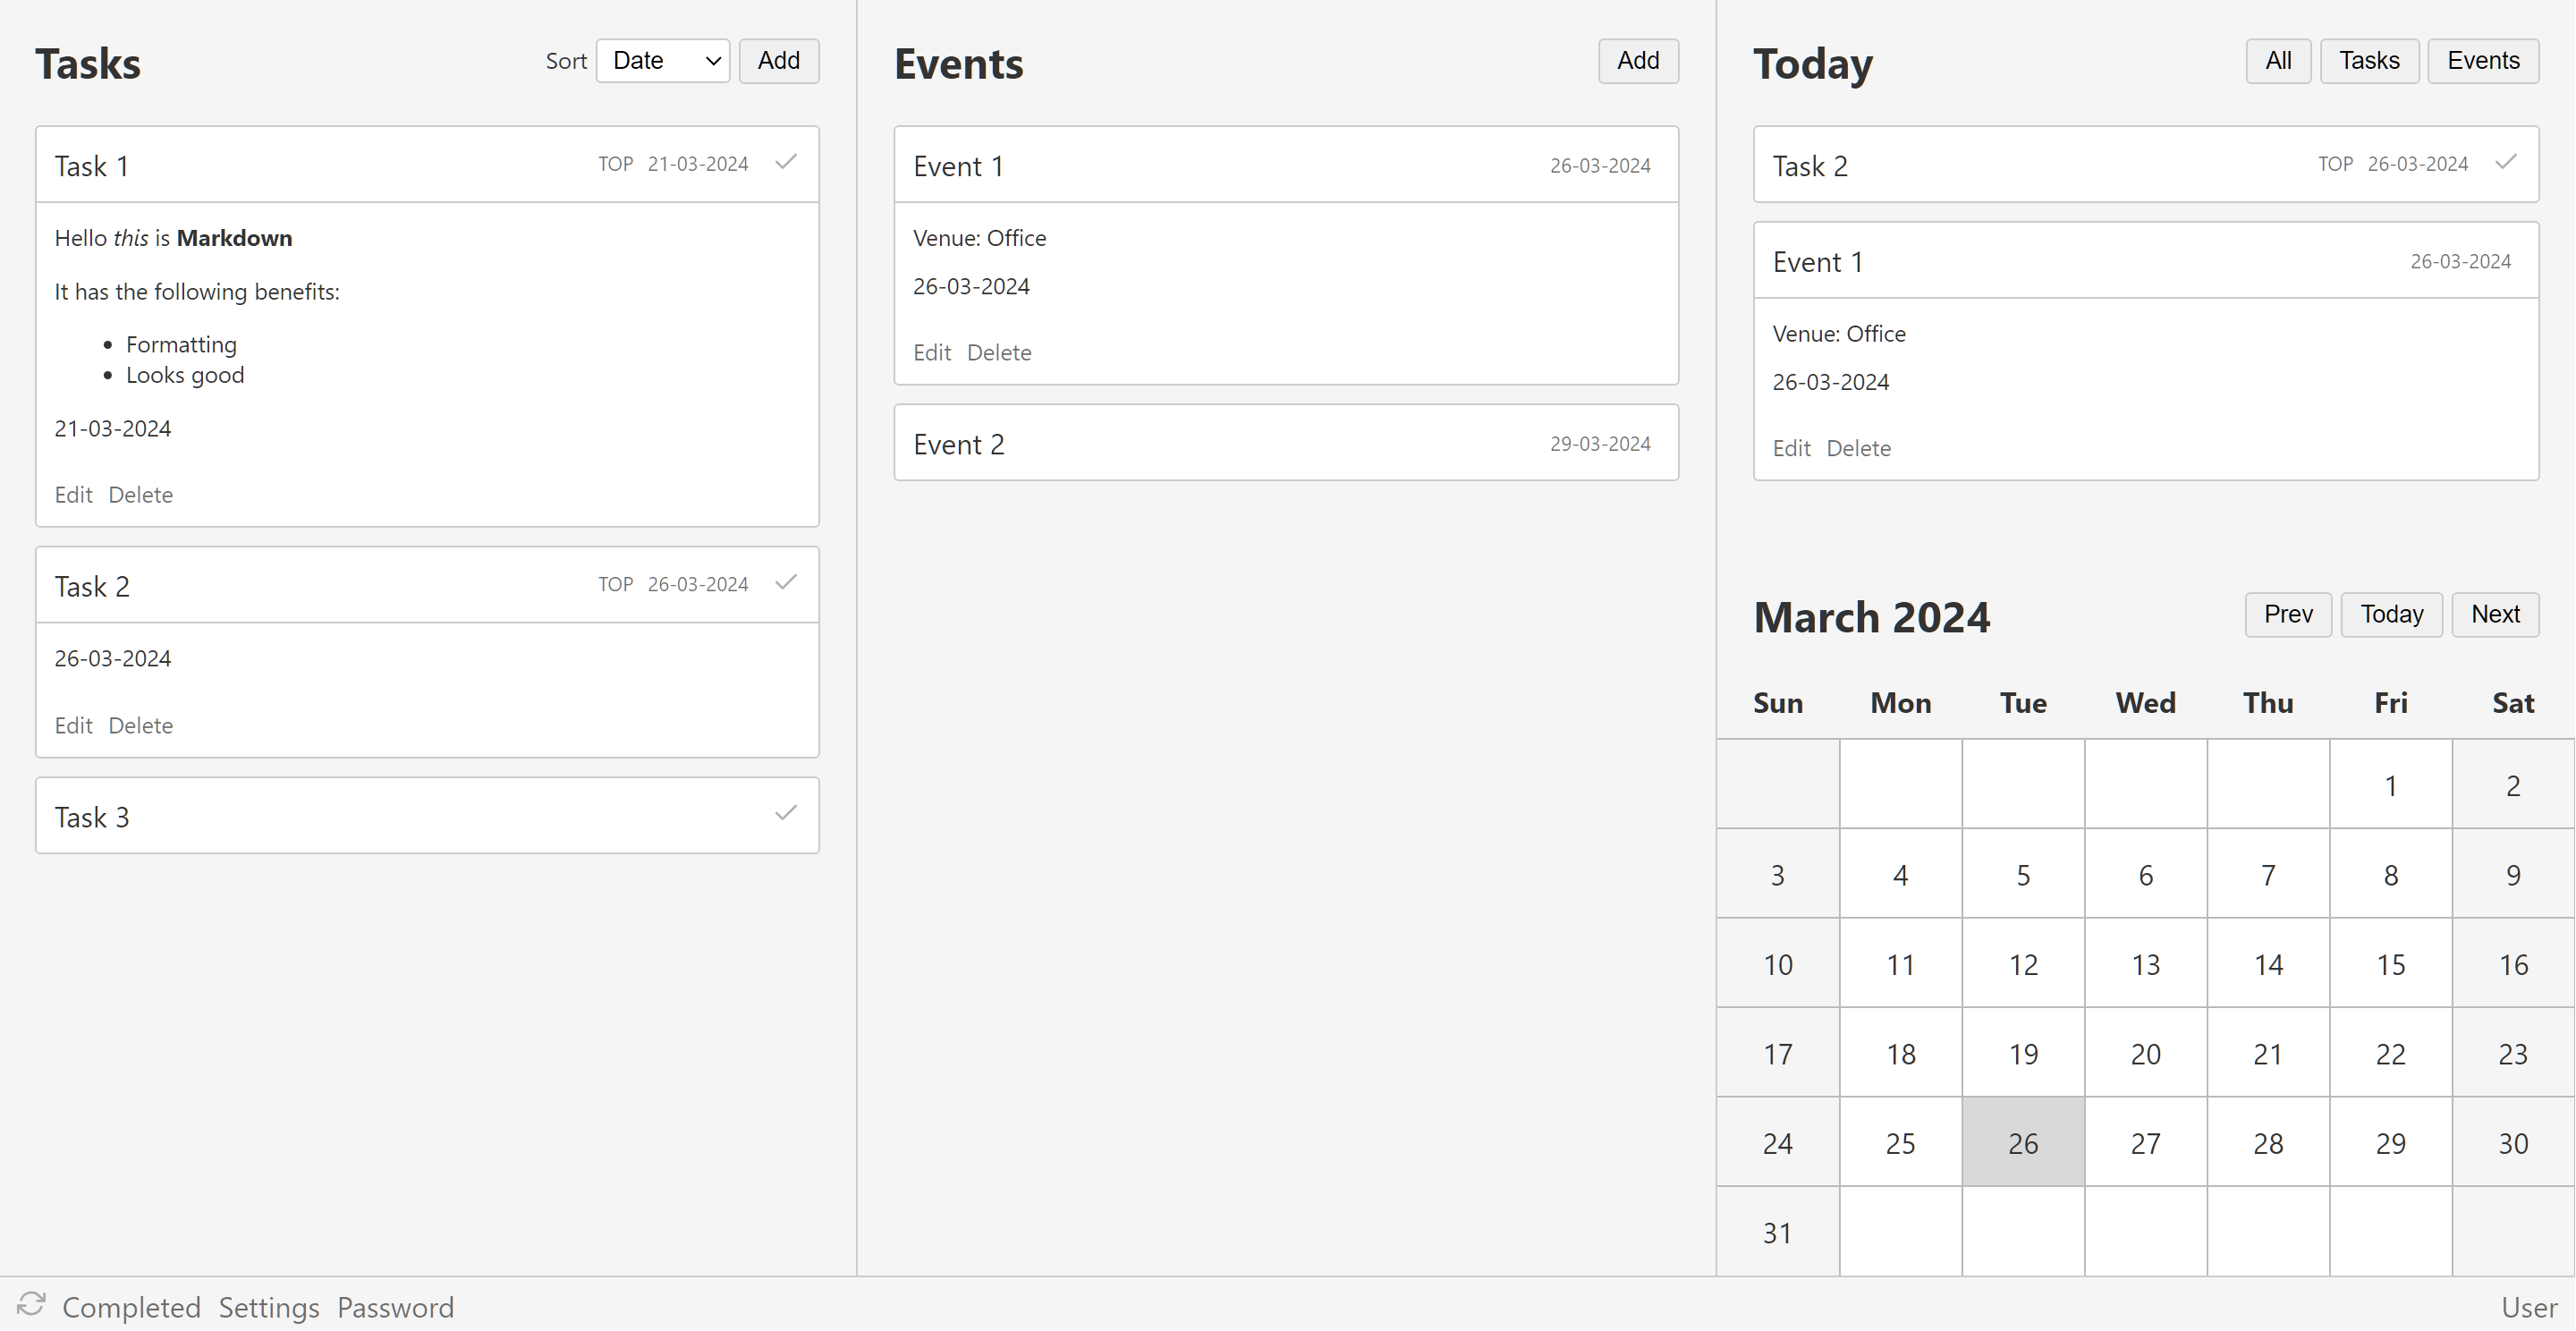 Tasks
Sort Date Add
Task 1 TOP 21-03-2024
Hello this is Markdown
It has the following benefits:
• Formatting
• Looks good
21-03-2024
Edit Delete
Task 2 TOP 26-03-2024
26-03-2024
Edit Delete
Task 3
Events Add
Event 1 26-03-2024
Venue: Office
26-03-2024
Edit Delete
Event 2 29-03-2024
Today All Tasks Events
Task 2 TOP 26-03-2024
Event 1 26-03-2024
Venue: Office
26-03-2024
Edit Delete
March 2024 Prev Today Next
Sun Mon Tue Wed Thu Fri Sat
1 2
3 4 5 6 7 8 9
10 11 12 13 14 15 16
17 18 19 20 21 22 23
24 25 26 27 28 29 30
31
Completed Settings Password User